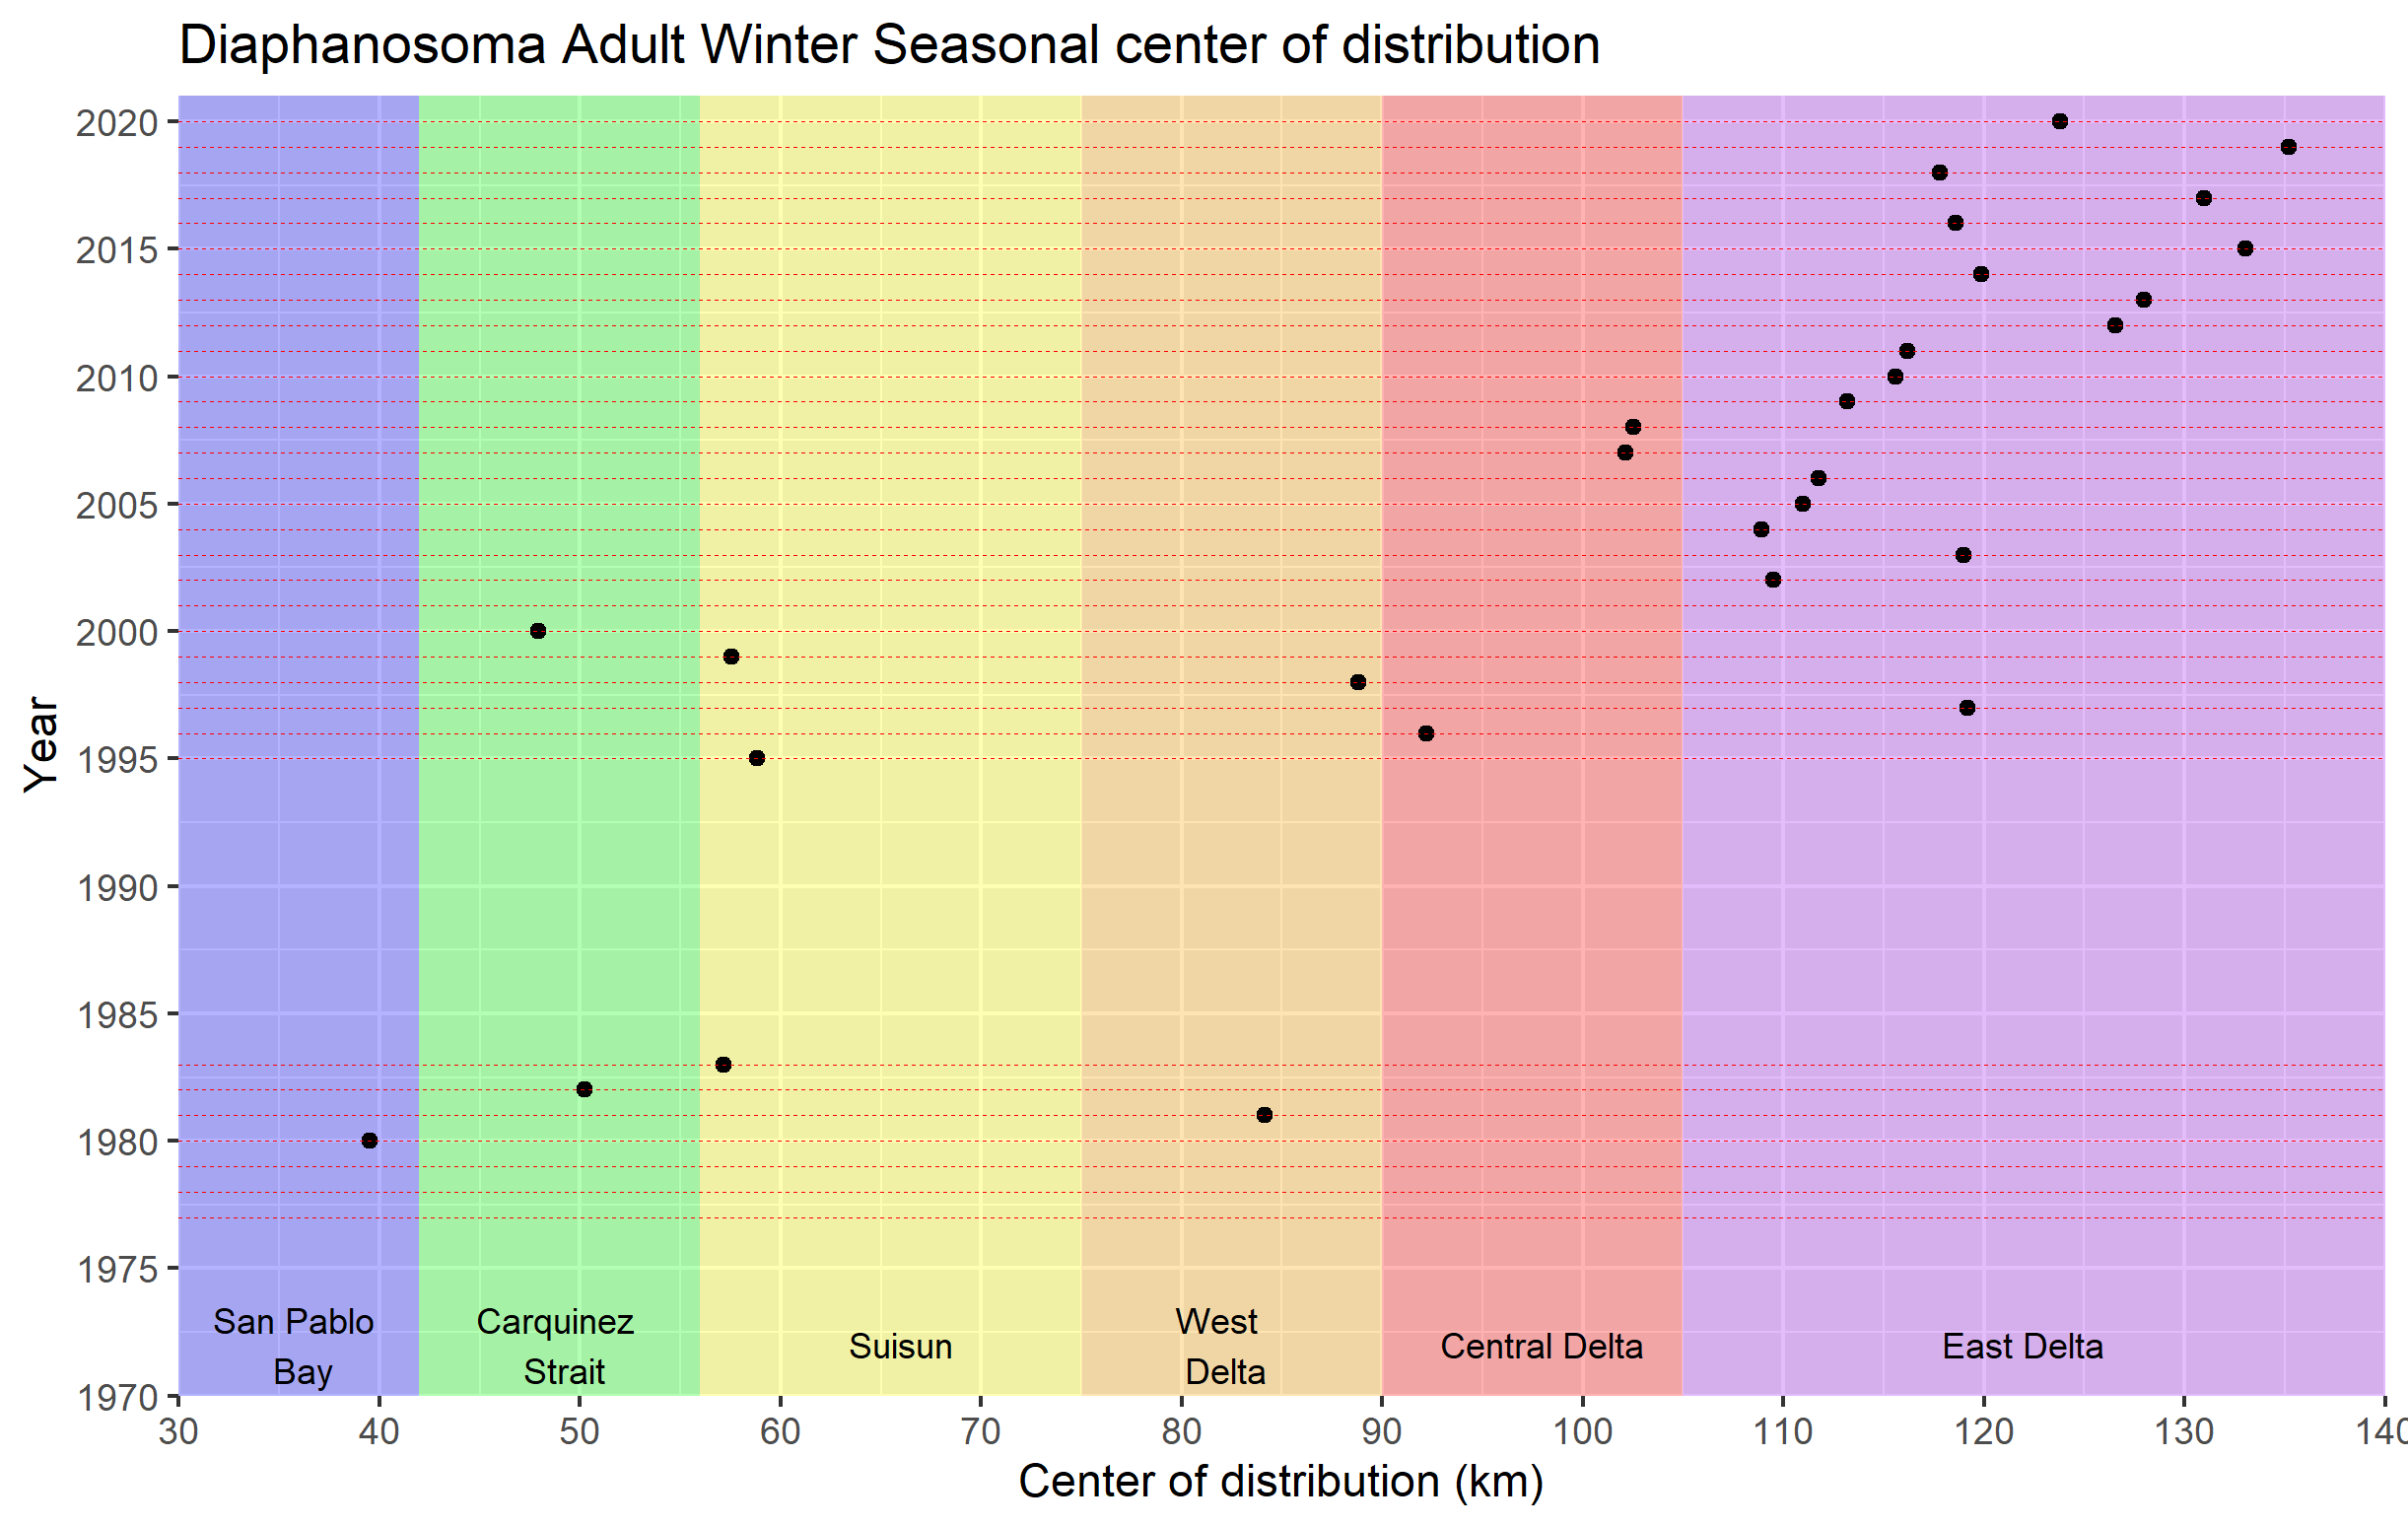 Diaphanosoma Adult Winter Seasonal center of distribution
Year
2020
2015
2010
2005
2000
1995
1990
1985
1980
1975
1970
San Pablo
Bay
Carquinez
Strait
Suisun
West
Delta
Central Delta
East Delta
30 40 50 60 70 80 90 100 110 120 130 140
Center of distribution (km)